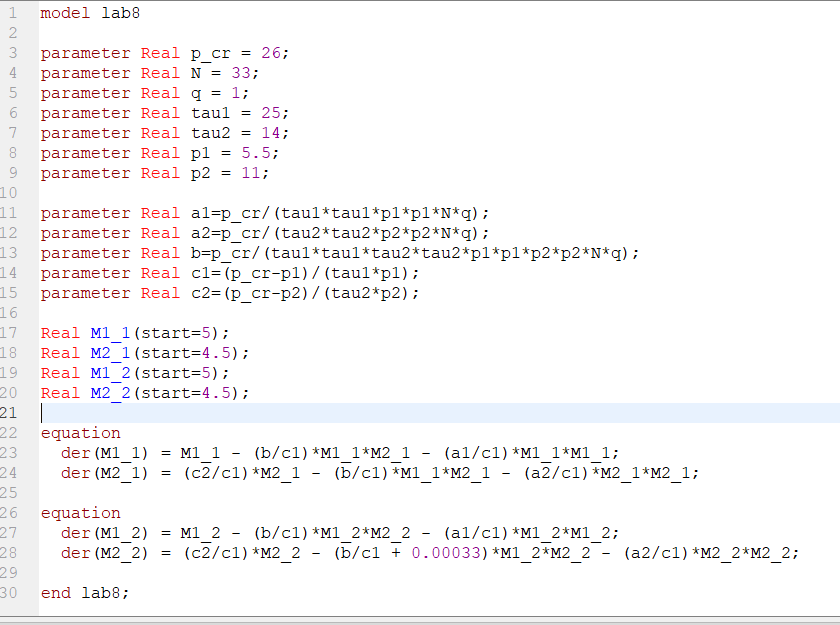 1 model lab8
2
3 parameter Real p_cr = 26;
4 parameter Real N = 33;
5 parameter Real q = 1;
6 parameter Real tau1 = 25;
7 parameter Real tau2 = 14;
8 parameter Real p1 = 5.5;
9 parameter Real p2 = 11;
10
11 parameter Real a1=p_cr/(tau1*tau1*p1*p1*N*q);
12 parameter Real a2=p_cr/(tau2*tau2*p2*p2*N*q);
13 parameter Real b=p_cr/(tau1*tau1*tau2*tau2*p1*p1*p2*p2*N*q);
14 parameter Real c1=(p_cr-p1)/(tau1*p1);
15 parameter Real c2=(p_cr-p2)/(tau2*p2);
16
17 Real M1_1(start=5);
18 Real M2_1(start=4.5);
19 Real M1_2(start=5);
20 Real M2_2(start=4.5);
21
22 equation
23 der(M1_1) = M1_1 - (b/c1)*M1_1*M2_1 - (a1/c1)*M1_1*M1_1;
24 der(M2_1) = (c2/c1)*M2_1 - (b/c1)*M1_1*M2_1 - (a2/c1)*M2_1*M2_1;
25
26 equation
27 der(M1_2) = M1_2 - (b/c1)*M1_2*M2_2 - (a1/c1)*M1_2*M1_2;
28 der(M2_2) = (c2/c1)*M2_2 - (b/c1 + 0.00033)*M1_2*M2_2 - (a2/c1)*M2_2*M2_2;
29
30 end lab8;